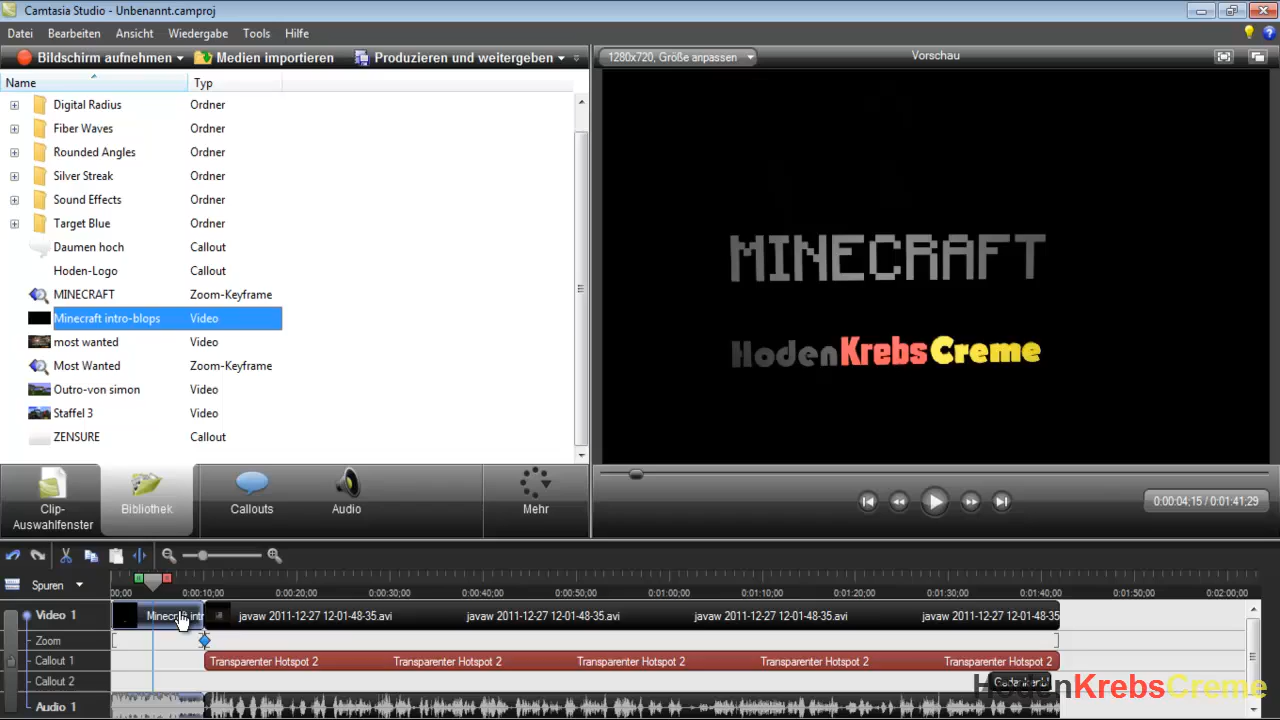 Camtasia Studio - Unbenannt.camproj
Datei Bearbeiten Ansicht Wiedergabe Tools Hilfe
Bildschirm aufnehmen Medien importieren Produzieren und weitergeben
1280x720, Größe anpassen Vorschau
Name Typ
Digital Radius Ordner
Fiber Waves Ordner
Rounded Angles Ordner
Silver Streak Ordner
Sound Effects Ordner
Target Blue Ordner
Daumen hoch Callout
Hoden-Logo Callout
MINECRAFT Zoom-Keyframe
Minecraft intro-blops Video
most wanted Video
Most Wanted Zoom-Keyframe
Outro-von simon Video
Staffel 3 Video
ZENSURE Callout
MINECRAFT
HodenKrebsCreme
Clip-Auswahlfenster Bibliothek Callouts Audio Mehr
0:00:04,15 / 0:01:41,29
Spuren
00;00 0:00:10;00 0:00:20;00 0:00:30;00 0:00:40;00 0:00:50;00 0:01:00;00 0:01:10;00 0:01:20;00 0:01:30;00 0:01:40;00 0:01:50;00 0:02:00;00
Video 1 Minecraft intr javaw 2011-12-27 12-01-48-35.avi javaw 2011-12-27 12-01-48-35.avi javaw 2011-12-27 12-01-48-35.avi javaw 2011-12-27 12-01-48-35
Zoom
Callout 1 Transparenter Hotspot 2 Transparenter Hotspot 2 Transparenter Hotspot 2 Transparenter Hotspot 2 Transparenter Hotspot 2
Callout 2
Audio 1
HodenKrebsCreme